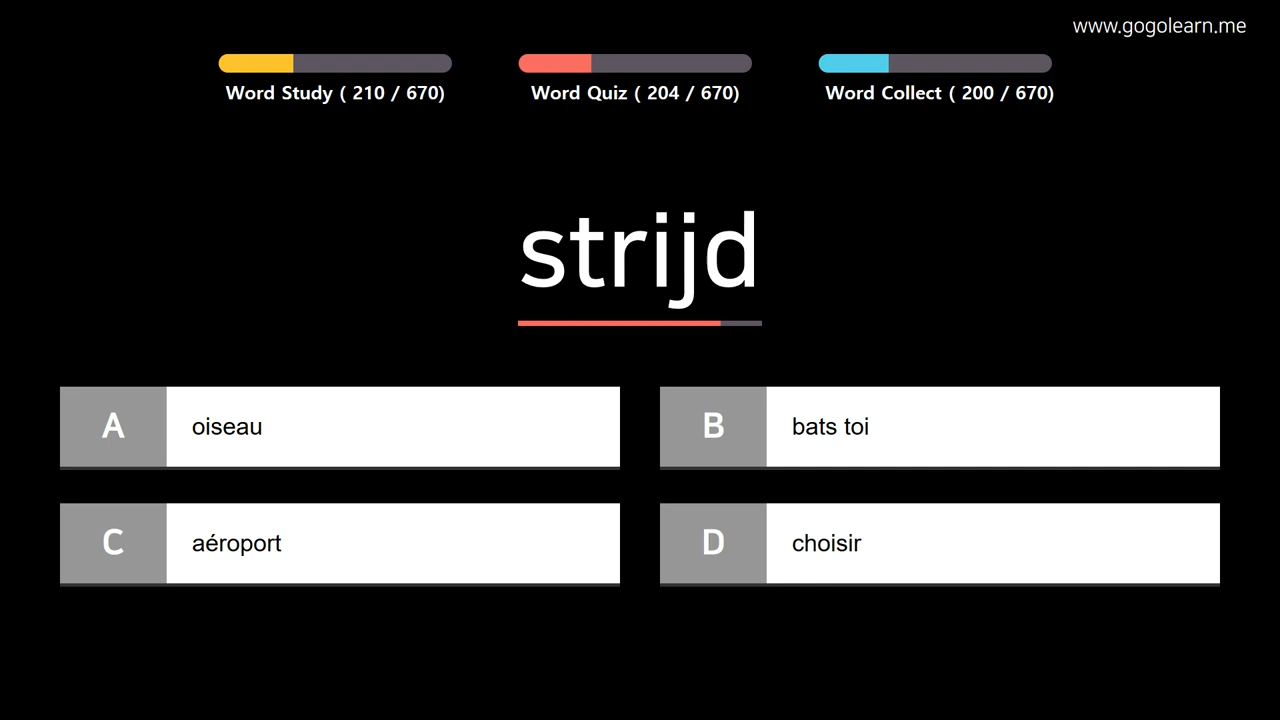 www.gogolearn.me
Word Study ( 210 / 670)
Word Quiz ( 204 / 670)
Word Collect ( 200 / 670)
strijd
A oiseau
B bats toi
C aéroport
D choisir